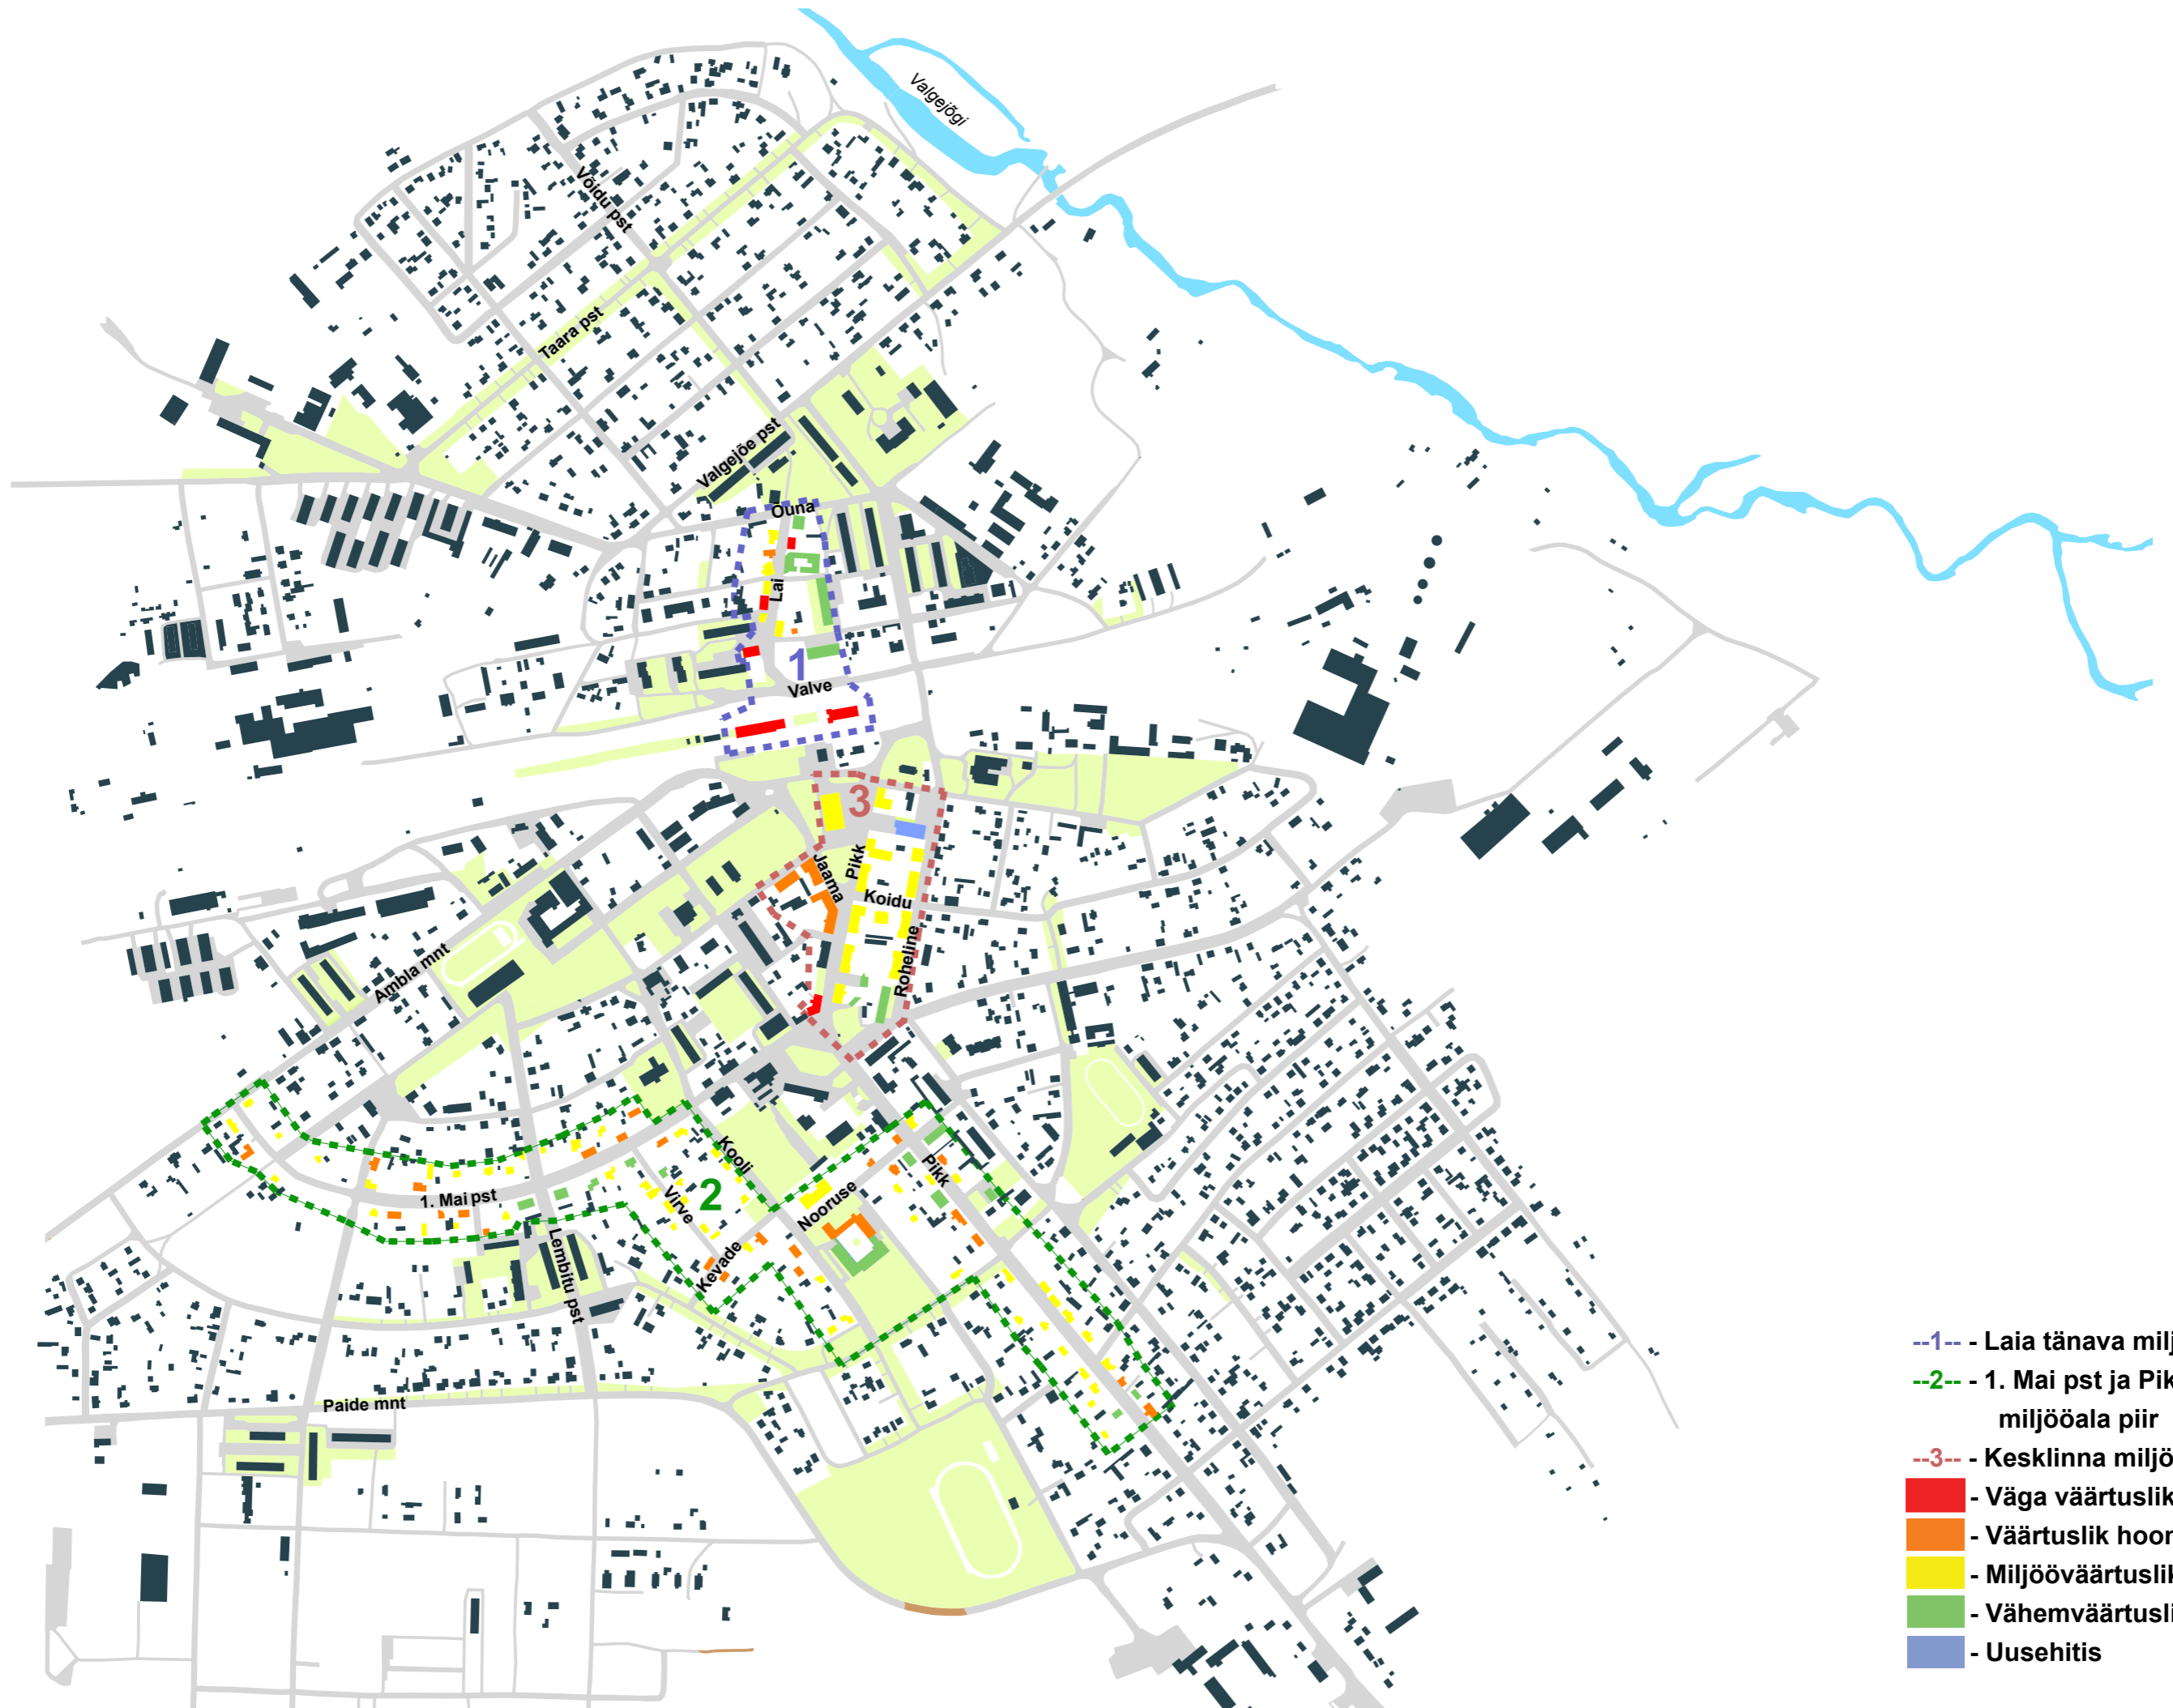 Valgejõgi
Võidu pst
Taara pst
Valgejõe pst
Õuna
Lai
1
Valve
3
Jaama
Pikk
Koidu
Roheline
Ambla mnt
Kooli
Pikk
1. Mai pst
Virve
2
Nooruse
Kevade
Lembitu pst
Paide mnt
--1-- - Laia tänava milj
--2-- - 1. Mai pst ja Pik
miljööala piir
--3-- - Kesklinna miljö
- Väga väärtuslik
- Väärtuslik hoon
- Miljööväärtuslik
- Vähemväärtusli
- Uusehitis